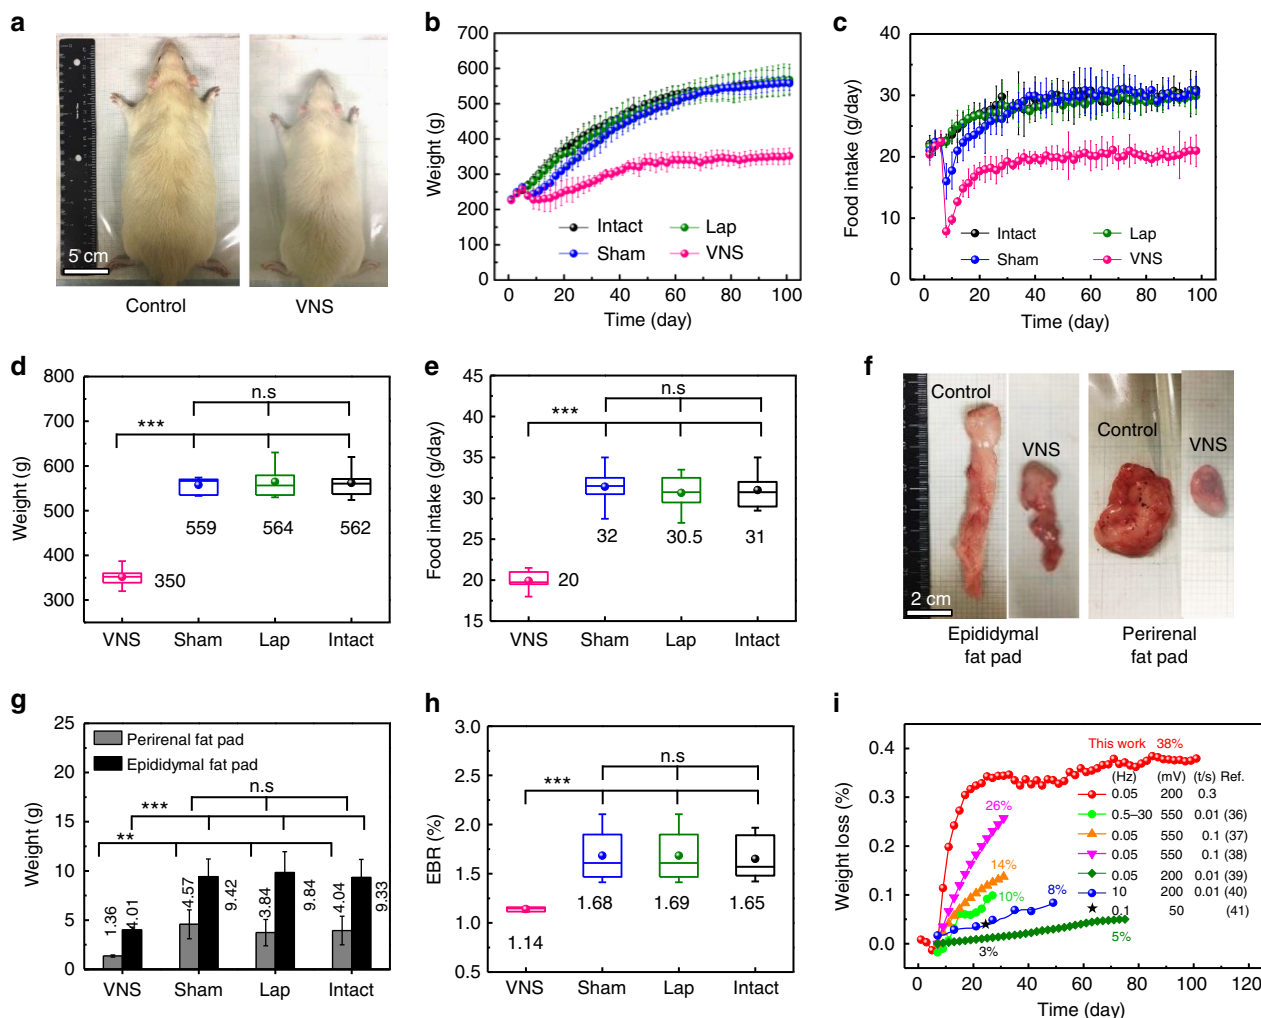 a
5 cm
Control
VNS
b
Weight (g)
700
600
500
400
300
200
100
0
Intact
Lap
Sham
VNS
0
20
40
60
80
100
Time (day)
c
Food intake (g/day)
40
30
20
10
0
Intact
Lap
Sham
VNS
0
20
40
60
80
100
Time (day)
d
Weight (g)
800
700
600
500
400
300
n.s
***
350
559
564
562
VNS
Sham
Lap
Intact
e
Food intake (g/day)
45
40
35
30
25
20
15
n.s
***
20
32
30.5
31
VNS
Sham
Lap
Intact
f
Control
VNS
Control
VNS
2 cm
Epididymal
fat pad
Perirenal
fat pad
g
Weight (g)
25
20
15
10
5
0
Perirenal fat pad
Epididymal fat pad
n.s
***
**
1.36
4.01
4.57
9.42
3.84
9.84
4.04
9.33
VNS
Sham
Lap
Intact
h
EBR (%)
3.0
2.5
2.0
1.5
1.0
0.5
n.s
***
1.14
1.68
1.69
1.65
VNS
Sham
Lap
Intact
i
Weight loss (%)
0.4
0.3
0.2
0.1
0.0
This work 38%
(Hz) (mV) (t/s) Ref.
0.05 200 0.3
0.5–30 550 0.01 (36)
0.05 550 0.1 (37)
0.05 550 0.1 (38)
0.05 200 0.01 (39)
10 200 0.01 (40)
0.1 50 (41)
26%
14%
10%
8%
3%
5%
0
20
40
60
80
100
120
Time (day)